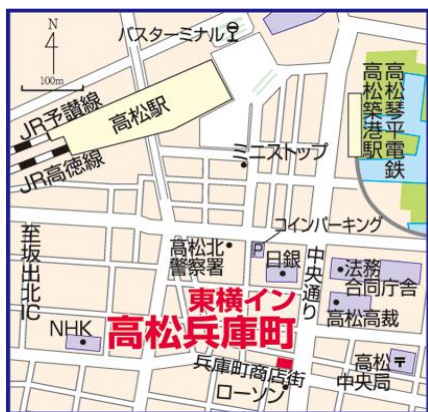 N
100m
バスターミナル
JR予讃線
高松駅
JR高徳線
高松琴平電鉄
高松築港駅
ミニストップ
コインパーキング
P
高松北
警察署
日銀
中央通り
法務
合同庁舎
高松高裁
至坂出北IC
東横イン
高松兵庫町
NHK
兵庫町商店街
ローソン
高松
中央局
〒